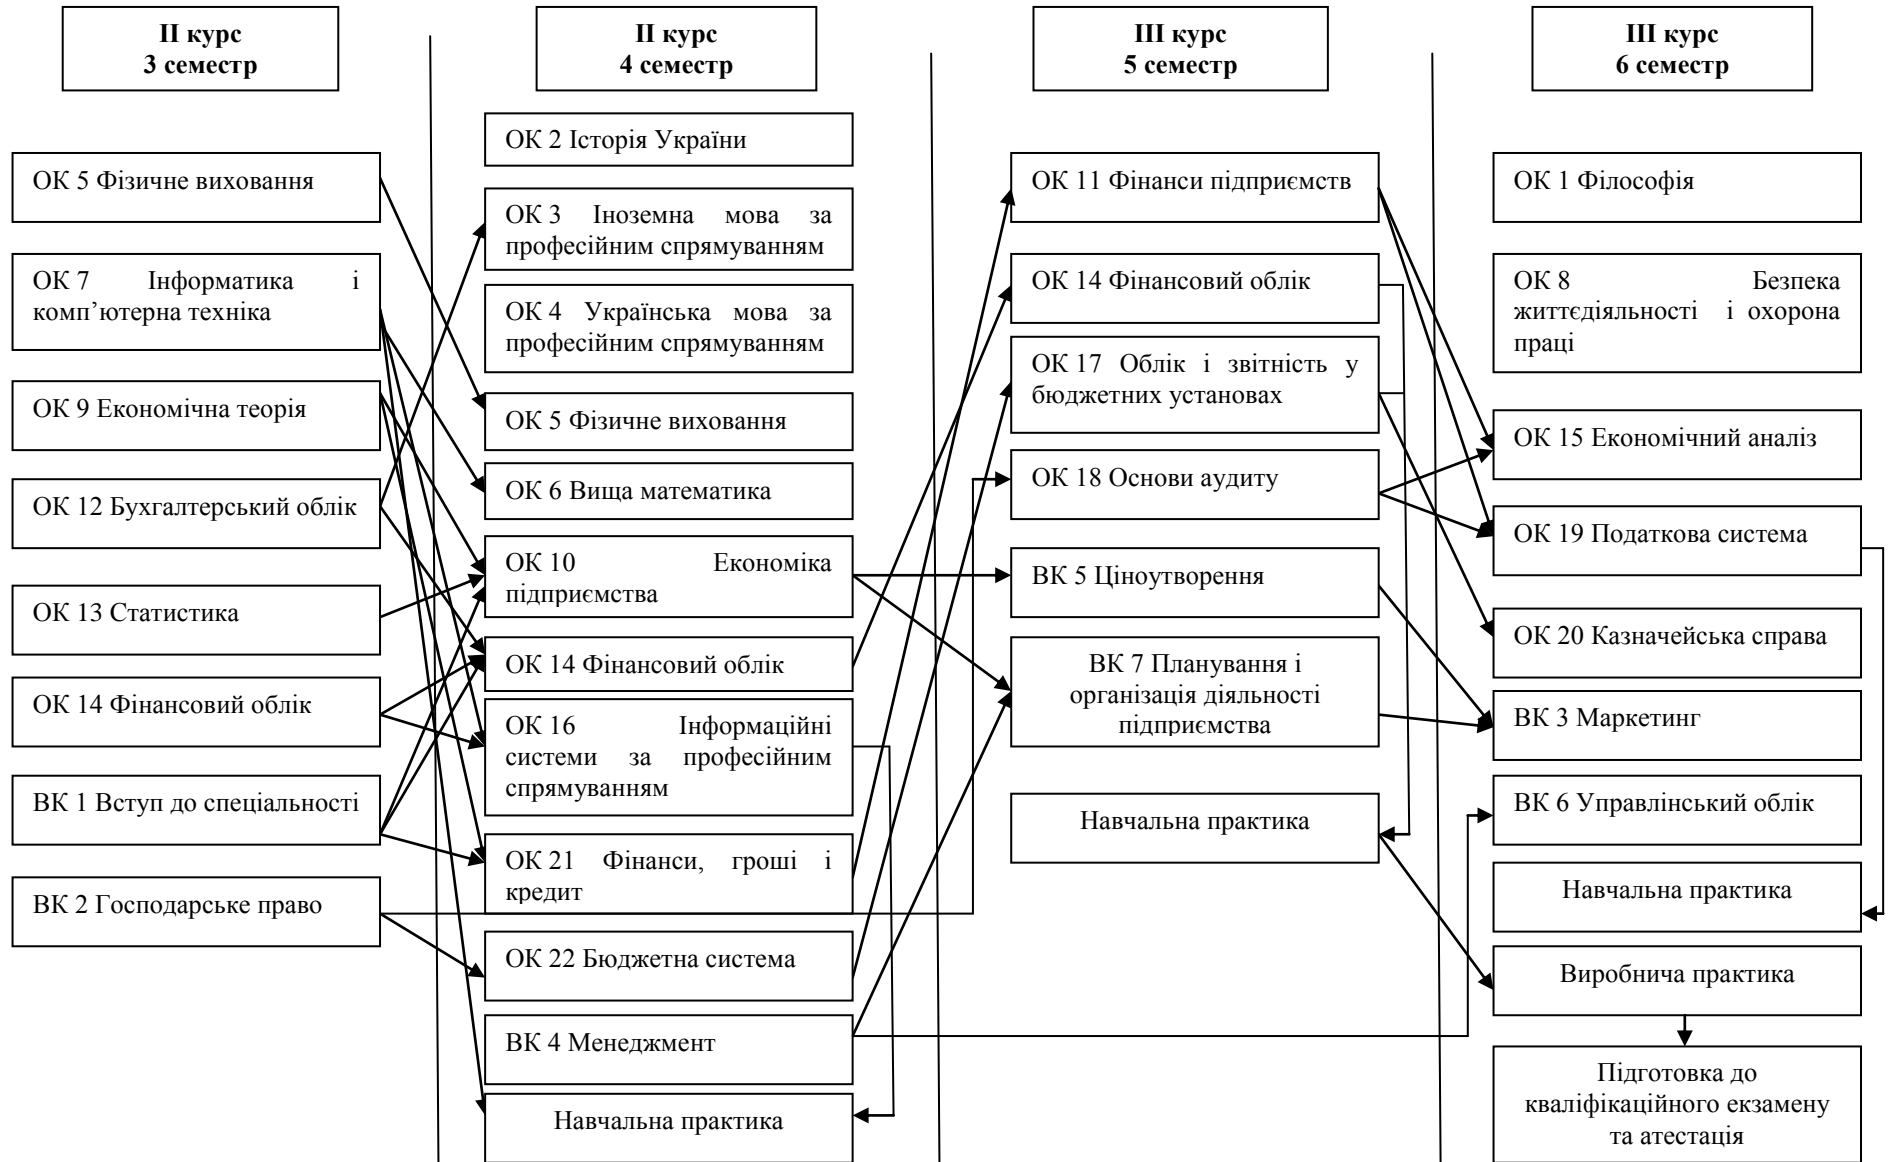 II курс
3 семестр
II курс
4 семестр
III курс
5 семестр
III курс
6 семестр
ОК 5 Фізичне виховання
ОК 7 Інформатика і
комп’ютерна техніка
ОК 9 Економічна теорія
ОК 12 Бухгалтерський облік
ОК 13 Статистика
ОК 14 Фінансовий облік
ВК 1 Вступ до спеціальності
ВК 2 Господарське право
ОК 2 Історія України
ОК 3 Іноземна мова за
професійним спрямуванням
ОК 4 Українська мова за
професійним спрямуванням
ОК 5 Фізичне виховання
ОК 6 Вища математика
ОК 10 Економіка
підприємства
ОК 14 Фінансовий облік
ОК 16 Інформаційні
системи за професійним
спрямуванням
ОК 21 Фінанси, гроші і
кредит
ОК 22 Бюджетна система
ВК 4 Менеджмент
Навчальна практика
ОК 11 Фінанси підприємств
ОК 14 Фінансовий облік
ОК 17 Облік і звітність у
бюджетних установах
ОК 18 Основи аудиту
ВК 5 Ціноутворення
ВК 7 Планування і
організація діяльності
підприємства
Навчальна практика
ОК 1 Філософія
ОК 8 Безпека
життєдіяльності і охорона
праці
ОК 15 Економічний аналіз
ОК 19 Податкова система
ОК 20 Казначейська справа
ВК 3 Маркетинг
ВК 6 Управлінський облік
Навчальна практика
Виробнича практика
Підготовка до
кваліфікаційного екзамену
та атестація